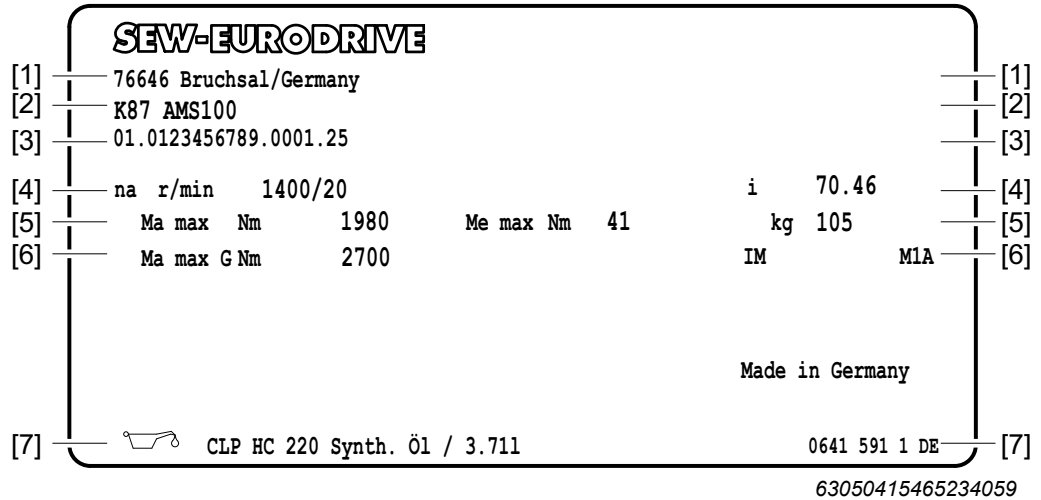 SEW-EURODRIVE
[1] 76646 Bruchsal/Germany [1]
[2] K87 AMS100 [2]
[3] 01.0123456789.0001.25 [3]
[4] na r/min 1400/20 i 70.46 [4]
[5] Ma max Nm 1980 Me max Nm 41 kg 105 [5]
[6] Ma max G Nm 2700 IM M1A [6]
Made in Germany
[7] CLP HC 220 Synth. Öl / 3.71l 0641 591 1 DE [7]
63050415465234059